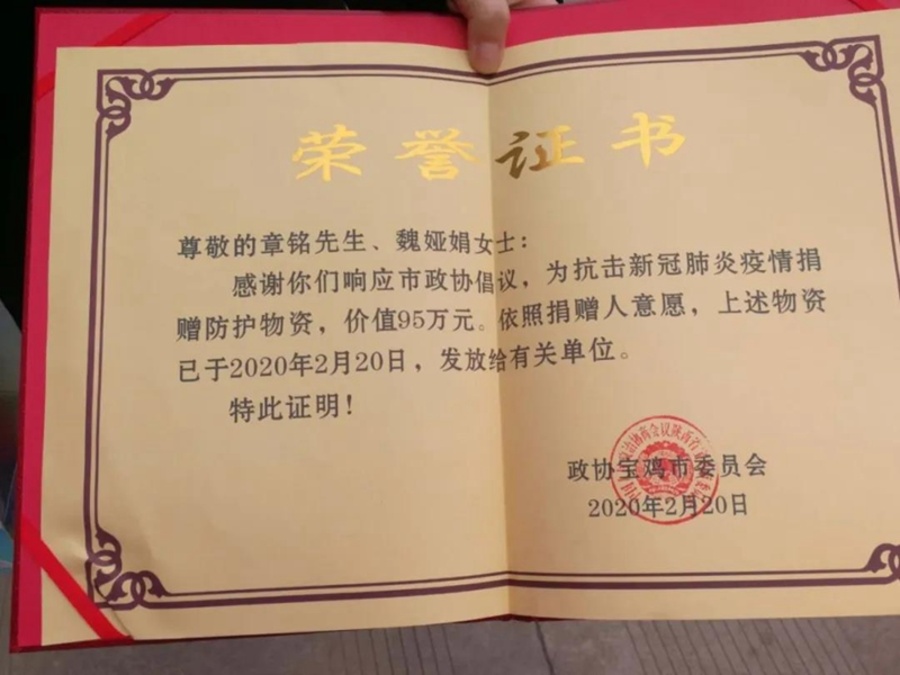 荣誉证书
尊敬的章铭先生、魏娅娟女士：
感谢你们响应市政协倡议，为抗击新冠肺炎疫情捐
赠防护物资，价值95万元。依照捐赠人意愿，上述物资
已于2020年2月20日，发放给有关单位。
特此证明！
政协宝鸡市委员会
2020年2月20日